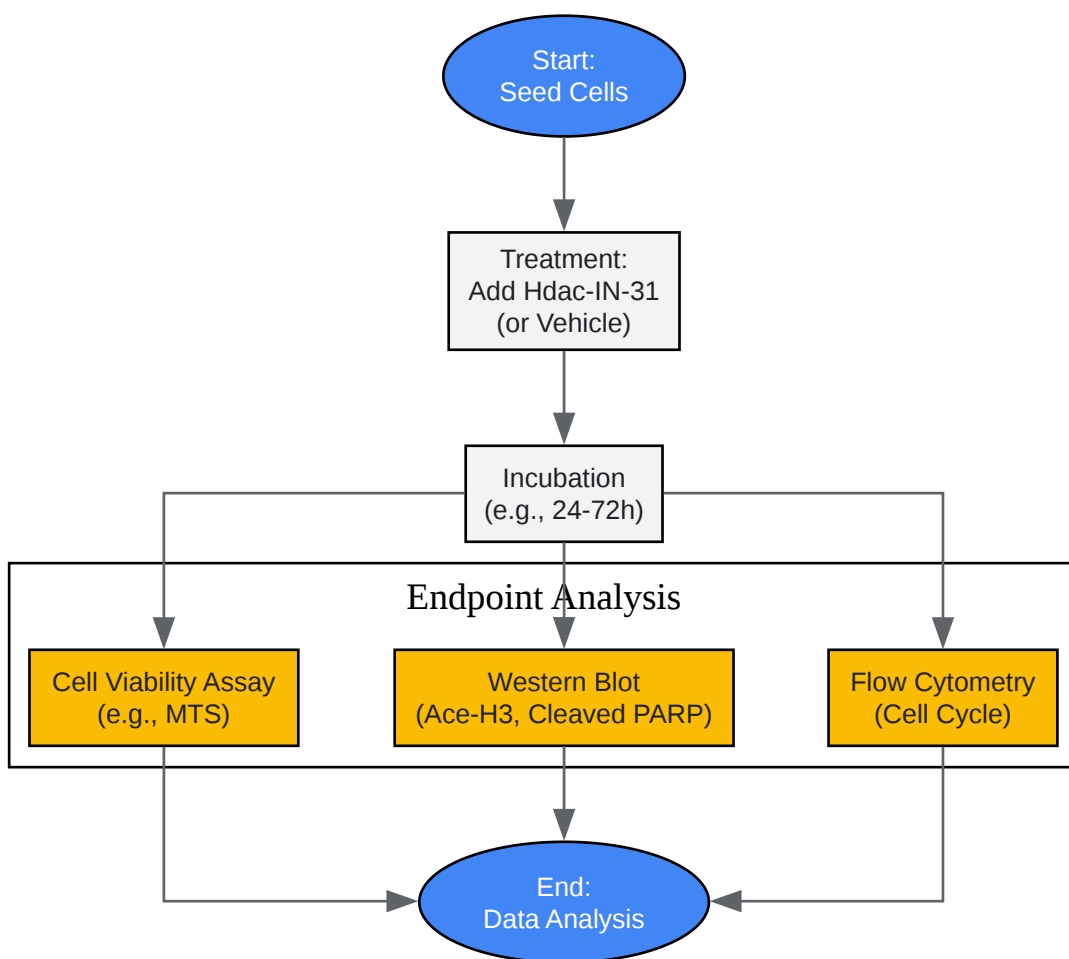 Start:
Seed Cells
Treatment:
Add Hdac-IN-31
(or Vehicle)
Incubation
(e.g., 24-72h)
Endpoint Analysis
Cell Viability Assay
(e.g., MTS)
Western Blot
(Ace-H3, Cleaved PARP)
Flow Cytometry
(Cell Cycle)
End:
Data Analysis